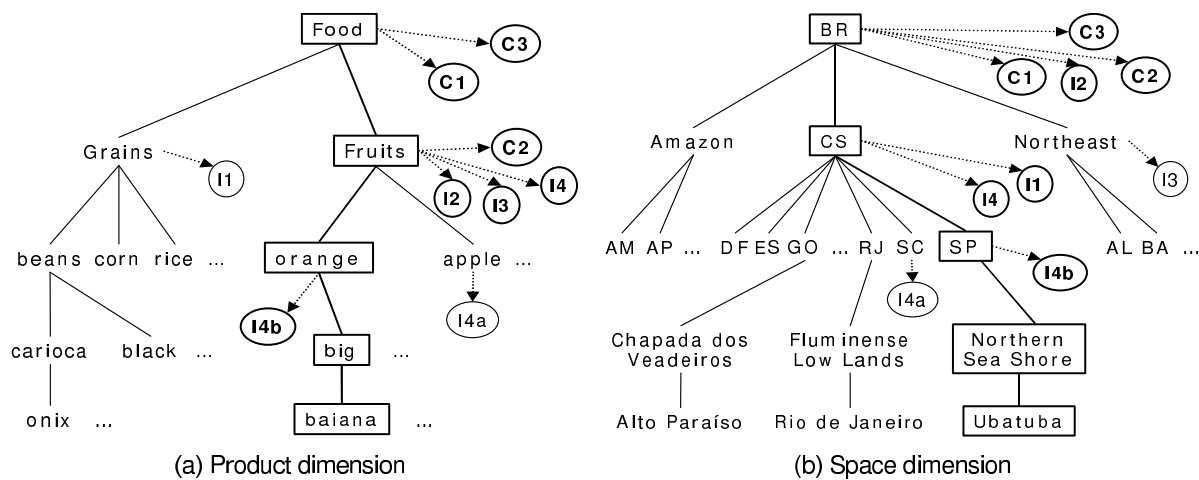 Food
C3
C1
Grains
I1
Fruits
C2
I2
I3
I4
beans corn rice ...
orange
apple ...
I4b
I4a
carioca black ...
big ...
onix ...
baiana ...
(a) Product dimension
BR
C3
C1
I2
C2
Amazon
CS
Northeast
I4
I1
I3
AM AP ...
DF ES GO ... RJ SC
SP
AL BA ...
I4a
I4b
Chapada dos
Veadeiros
Fluminense
Low Lands
Northern
Sea Shore
Alto Paraíso
Rio de Janeiro
Ubatuba
(b) Space dimension